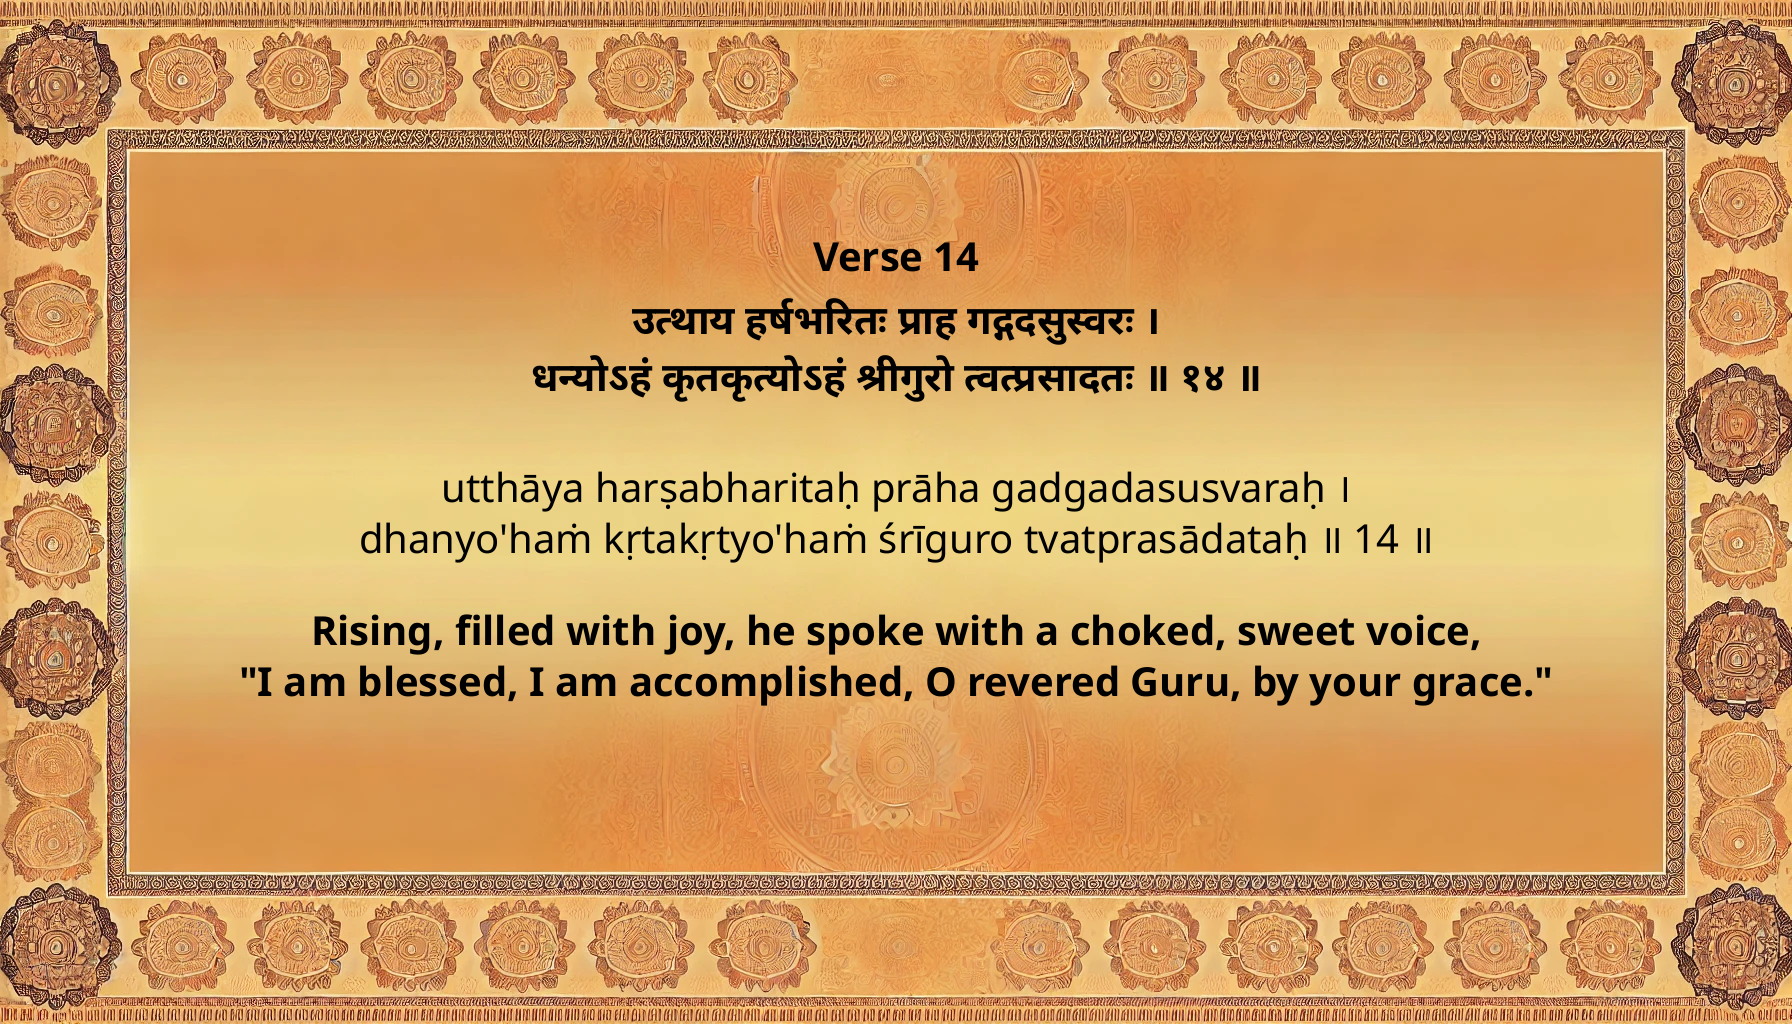 Verse 14
उत्थाय हर्षभरितः प्राह गद्गदसुस्वरः ।
धन्योऽहं कृतकृत्योऽहं श्रीगुरो त्वत्प्रसादतः ॥ १४ ॥
utthāya harṣabharitaḥ prāha gadgadasusvaraḥ ।
dhanyo'haṁ kṛtakṛtyo'haṁ śrīguro tvatprasādataḥ ॥ 14 ॥
Rising, filled with joy, he spoke with a choked, sweet voice,
"I am blessed, I am accomplished, O revered Guru, by your grace."